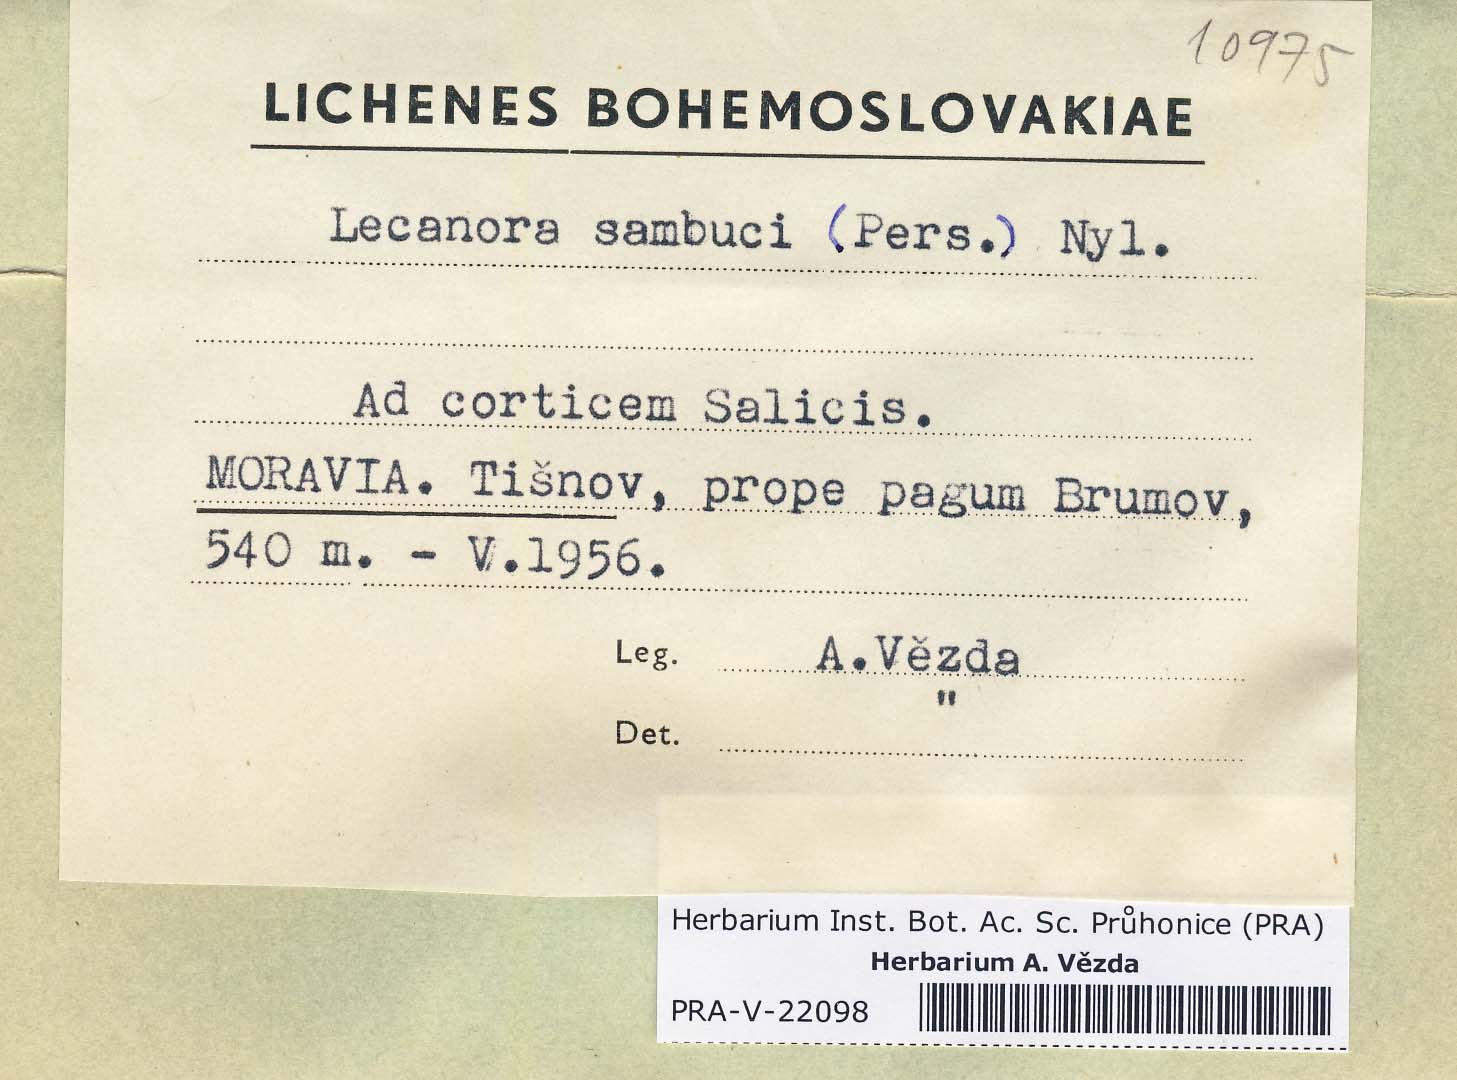 10975
LICHENES BOHEMOSLOVAKIAE
Lecanora sambuci (Pers.) Nyl.
Ad corticem Salicis.
MORAVIA. Tišnov, prope pagum Brumov,
540 m. - V.1956.
Leg. A.Vězda
Det. "
Herbarium Inst. Bot. Ac. Sc. Průhonice (PRA)
Herbarium A. Vězda
PRA-V-22098